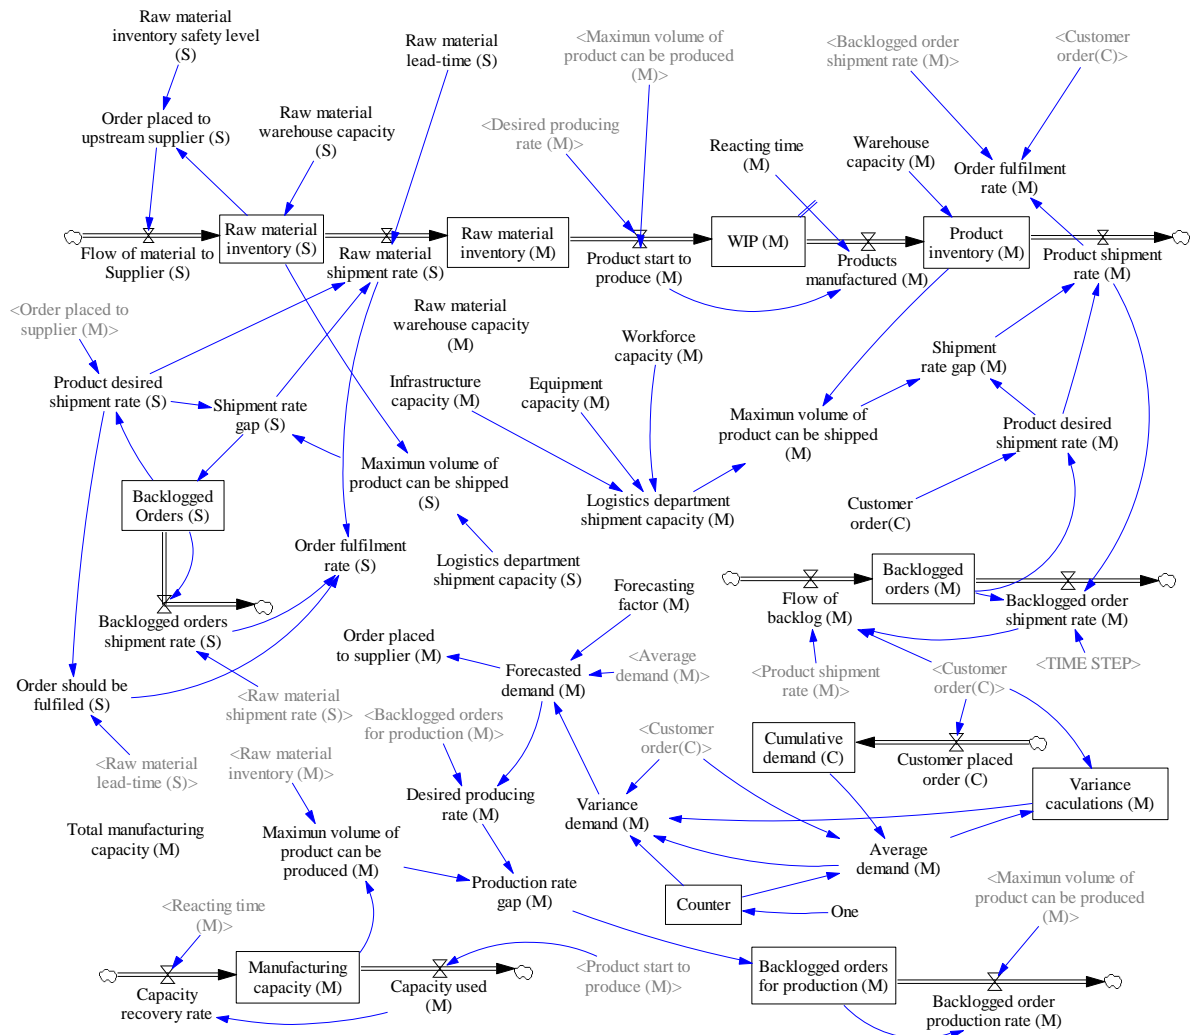 Raw material
inventory safety level
(S)
Raw material
lead-time (S)
<Maximun volume of
product can be produced
(M)>
<Backlogged order
shipment rate (M)>
<Customer
order(C)>
Order placed to
upstream supplier (S)
Raw material
warehouse capacity
(S)
<Desired producing
rate (M)>
Reacting time
(M)
Warehouse
capacity (M)
Order fulfilment
rate (M)
Flow of material to
Supplier (S)
Raw material
inventory (S)
Raw material
shipment rate (S)
Raw material
inventory (M)
Product start to
produce (M)
WIP (M)
Products
manufactured (M)
Product
inventory (M)
Product shipment
rate (M)
<Order placed to
supplier (M)>
Raw material
warehouse capacity
(M)
Workforce
capacity (M)
Shipment
rate gap (M)
Product desired
shipment rate (S)
Shipment rate
gap (S)
Infrastructure
capacity (M)
Equipment
capacity (M)
Maximun volume of
product can be shipped
(M)
Product desired
shipment rate (M)
Maximun volume of
product can be shipped
(S)
Backlogged
Orders (S)
Logistics department
shipment capacity (M)
Customer
order(C)
Order fulfilment
rate (S)
Logistics department
shipment capacity (S)
Forecasting
factor (M)
Flow of
backlog (M)
Backlogged
orders (M)
Backlogged order
shipment rate (M)
Backlogged orders
shipment rate (S)
Order placed
to supplier (M)
Forecasted
demand (M)
<Average
demand (M)>
<Product shipment
rate (M)>
<Customer
order(C)>
<TIME STEP>
Order should be
fulfiled (S)
<Raw material
shipment rate (S)>
<Backlogged orders
for production (M)>
<Customer
order(C)>
Cumulative
demand (C)
Customer placed
order (C)
<Raw material
lead-time (S)>
<Raw material
inventory (M)>
Desired producing
rate (M)
Variance
demand (M)
Variance
caculations (M)
Total manufacturing
capacity (M)
Maximun volume of
product can be
produced (M)
Average
demand (M)
Production rate
gap (M)
Counter
One
<Maximun volume of
product can be produced
(M)>
<Reacting time
(M)>
Capacity
recovery rate
Manufacturing
capacity (M)
Capacity used
(M)
<Product start to
produce (M)>
Backlogged orders
for production (M)
Backlogged order
production rate (M)